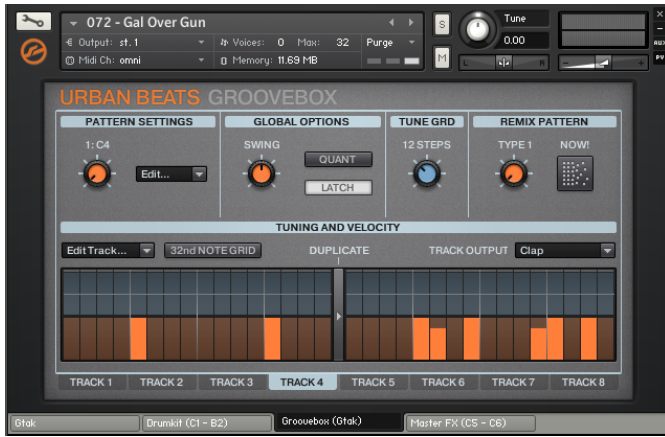 072 - Gal Over Gun
Output: st. 1
Voices: 0 Max: 32 Purge
Midi Ch: omni
Memory: 11.69 MB
S
M
Tune
0.00
L R
- +
×
-
AUX
PV
URBAN BEATS GROOVEBOX
PATTERN SETTINGS GLOBAL OPTIONS TUNE GRD REMIX PATTERN
1: C4 SWING 12 STEPS TYPE 1 NOW!
Edit...
QUANT
LATCH
TUNING AND VELOCITY
Edit Track... 32nd NOTE GRID DUPLICATE TRACK OUTPUT Clap
TRACK 1 TRACK 2 TRACK 3 TRACK 4 TRACK 5 TRACK 6 TRACK 7 TRACK 8
Gtak Drumkit (C1 - B2) Groovebox (Gtak) Master FX (C5 - C6)